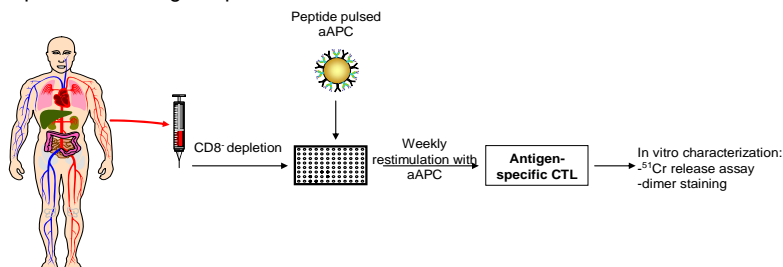 Peptide pulsed
aAPC
CD8⁻ depletion
Weekly
restimulation with
aAPC
Antigen-
specific CTL
In vitro characterization:
-⁵¹Cr release assay
-dimer staining